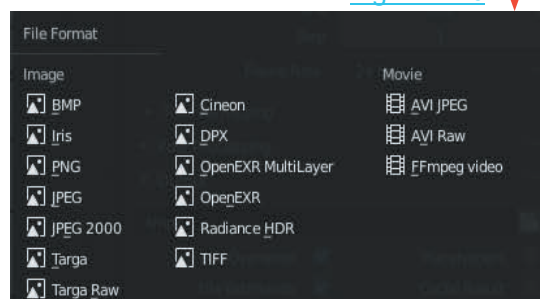 File Format
Image
BMP
Iris
PNG
JPEG
JPEG 2000
Targa
Targa Raw
Cineon
DPX
OpenEXR MultiLayer
OpenEXR
Radiance HDR
TIFF
Movie
AVI JPEG
AVI Raw
FFmpeg video